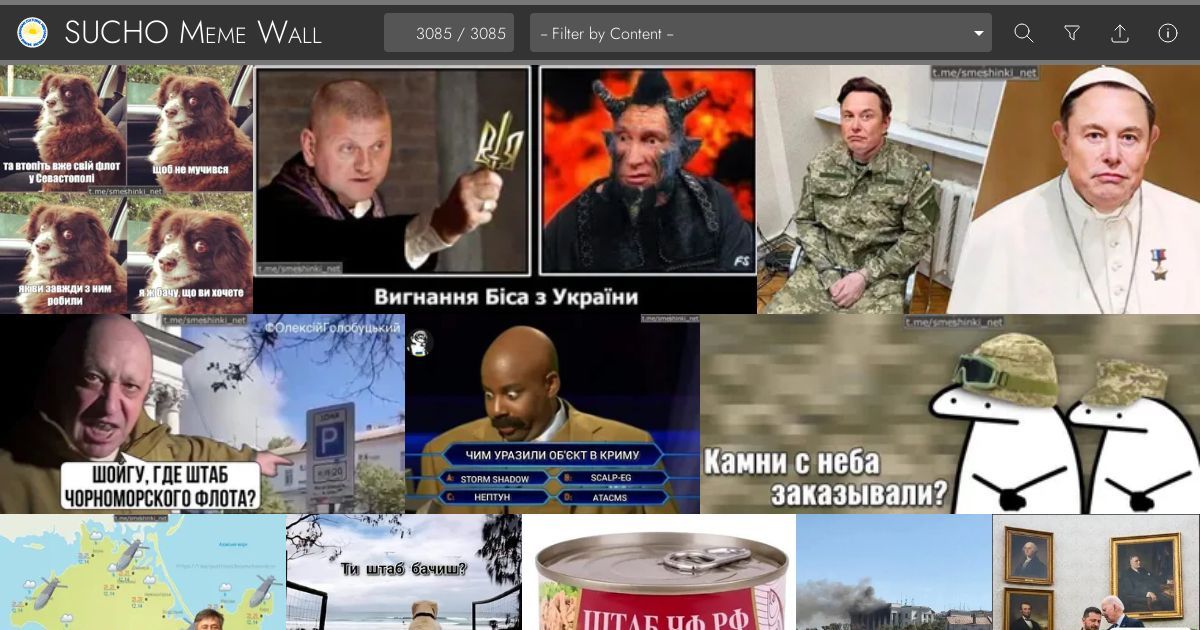 SUCHO MEME WALL
3085 / 3085
– Filter by Content –
та втопіть вже свій флот
у Севастополі
щоб не мучився
t.me/smeshinki_net
як ви завжди з ним
робили
я ж бачу, що ви хочете
t.me/smeshinki_net
FS
Вигнання Біса з України
t.me/smeshinki_net
t.me/smeshinki_net
©ОлексійГолобуцький
P
ШОЙГУ, ГДЕ ШТАБ
ЧОРНОМОРСКОГО ФЛОТА?
t.me/smeshinki_net
ЧИМ УРАЗИЛИ ОБ'ЄКТ В КРИМУ
A: STORM SHADOW
B: SCALP-EG
C: НЕПТУН
D: ATACMS
t.me/smeshinki_net
Камни с неба
заказывали?
t.me/smeshinki_net
Ти штаб бачиш?
ШТАБ ЧФ РФ